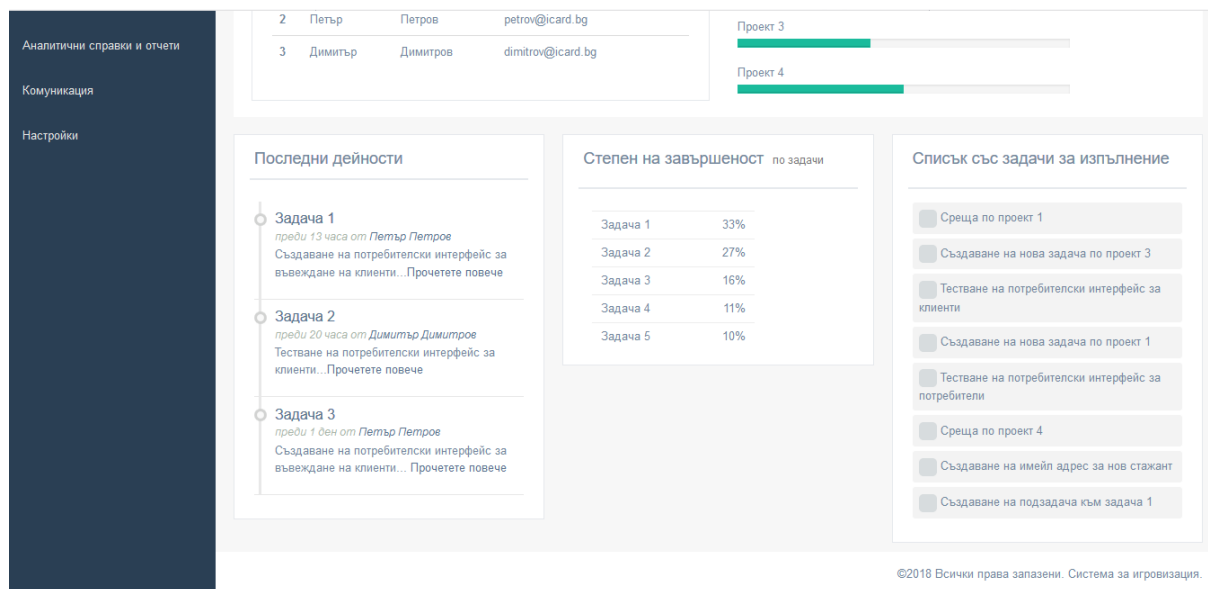 Аналитични справки и отчети
Комуникация
Настройки
2 Петър Петров petrov@icard.bg
3 Димитър Димитров dimitrov@icard.bg
Проект 3
Проект 4
Последни дейности
Задача 1
преди 13 часа от Петър Петров
Създаване на потребителски интерфейс за
въвеждане на клиенти...Прочетете повече
Задача 2
преди 20 часа от Димитър Димитров
Тестване на потребителски интерфейс за
клиенти...Прочетете повече
Задача 3
преди 1 ден от Петър Петров
Създаване на потребителски интерфейс за
въвеждане на клиенти... Прочетете повече
Степен на завършеност по задачи
Задача 1 33%
Задача 2 27%
Задача 3 16%
Задача 4 11%
Задача 5 10%
Списък със задачи за изпълнение
Среща по проект 1
Създаване на нова задача по проект 3
Тестване на потребителски интерфейс за
клиенти
Създаване на нова задача по проект 1
Тестване на потребителски интерфейс за
потребители
Среща по проект 4
Създаване на имейл адрес за нов стажант
Създаване на подзадача към задача 1
©2018 Всички права запазени. Система за игровизация.